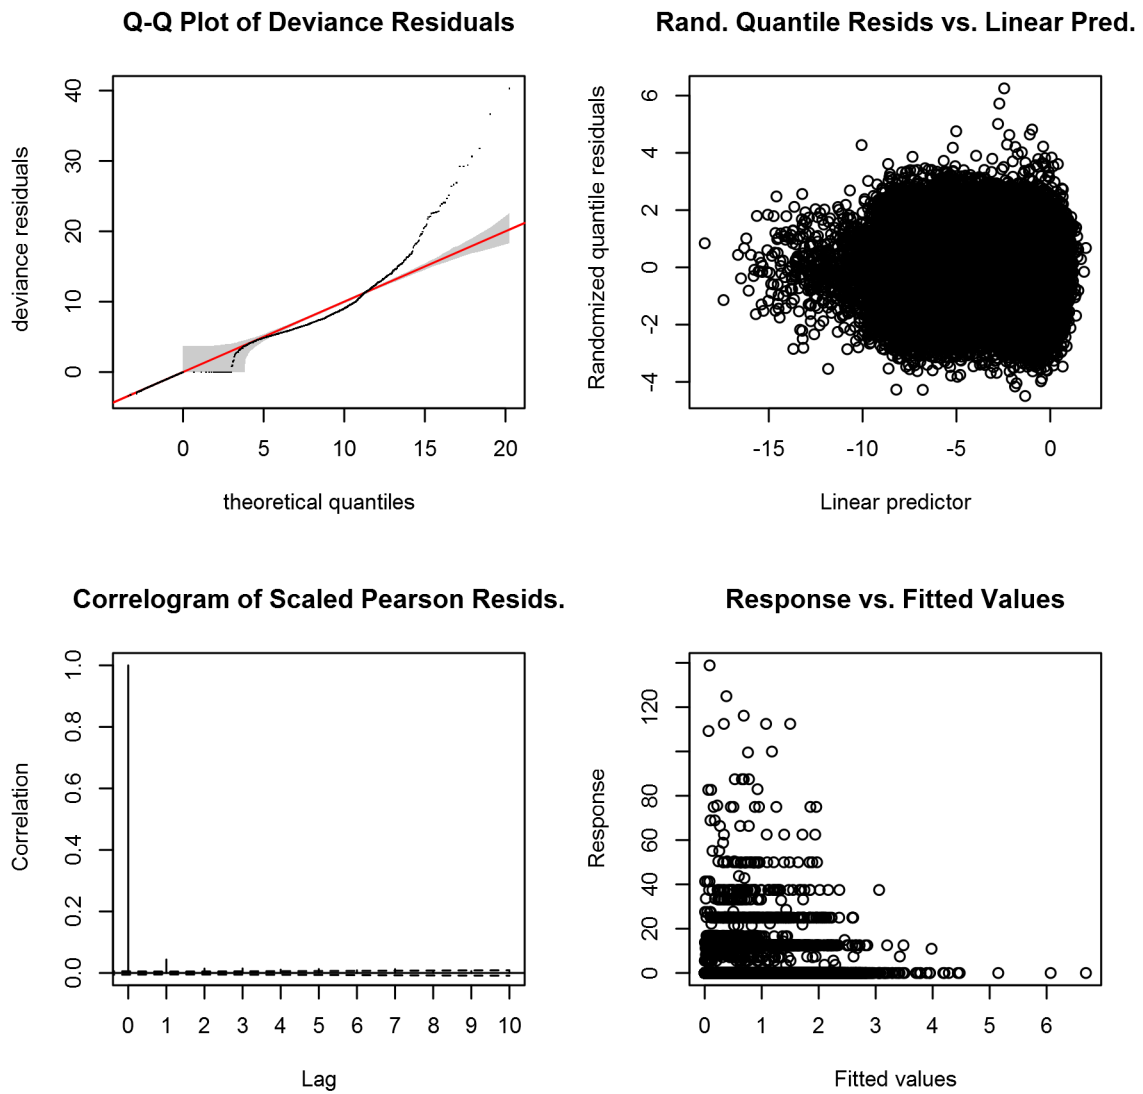 Q-Q Plot of Deviance Residuals
deviance residuals
40
30
20
10
0
0 5 10 15 20
theoretical quantiles
Rand. Quantile Resids vs. Linear Pred.
Randomized quantile residuals
6
4
2
0
-2
-4
-15 -10 -5 0
Linear predictor
Correlogram of Scaled Pearson Resids.
Correlation
1.0
0.8
0.6
0.4
0.2
0.0
0 1 2 3 4 5 6 7 8 9 10
Lag
Response vs. Fitted Values
Response
120
80
60
40
20
0
0 1 2 3 4 5 6
Fitted values